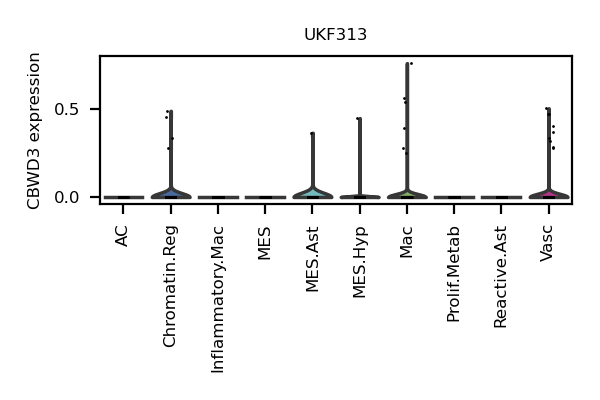 UKF313
CBWD3 expression
0.5
0.0
AC
Chromatin.Reg
Inflammatory.Mac
MES
MES.Ast
MES.Hyp
Mac
Prolif.Metab
Reactive.Ast
Vasc